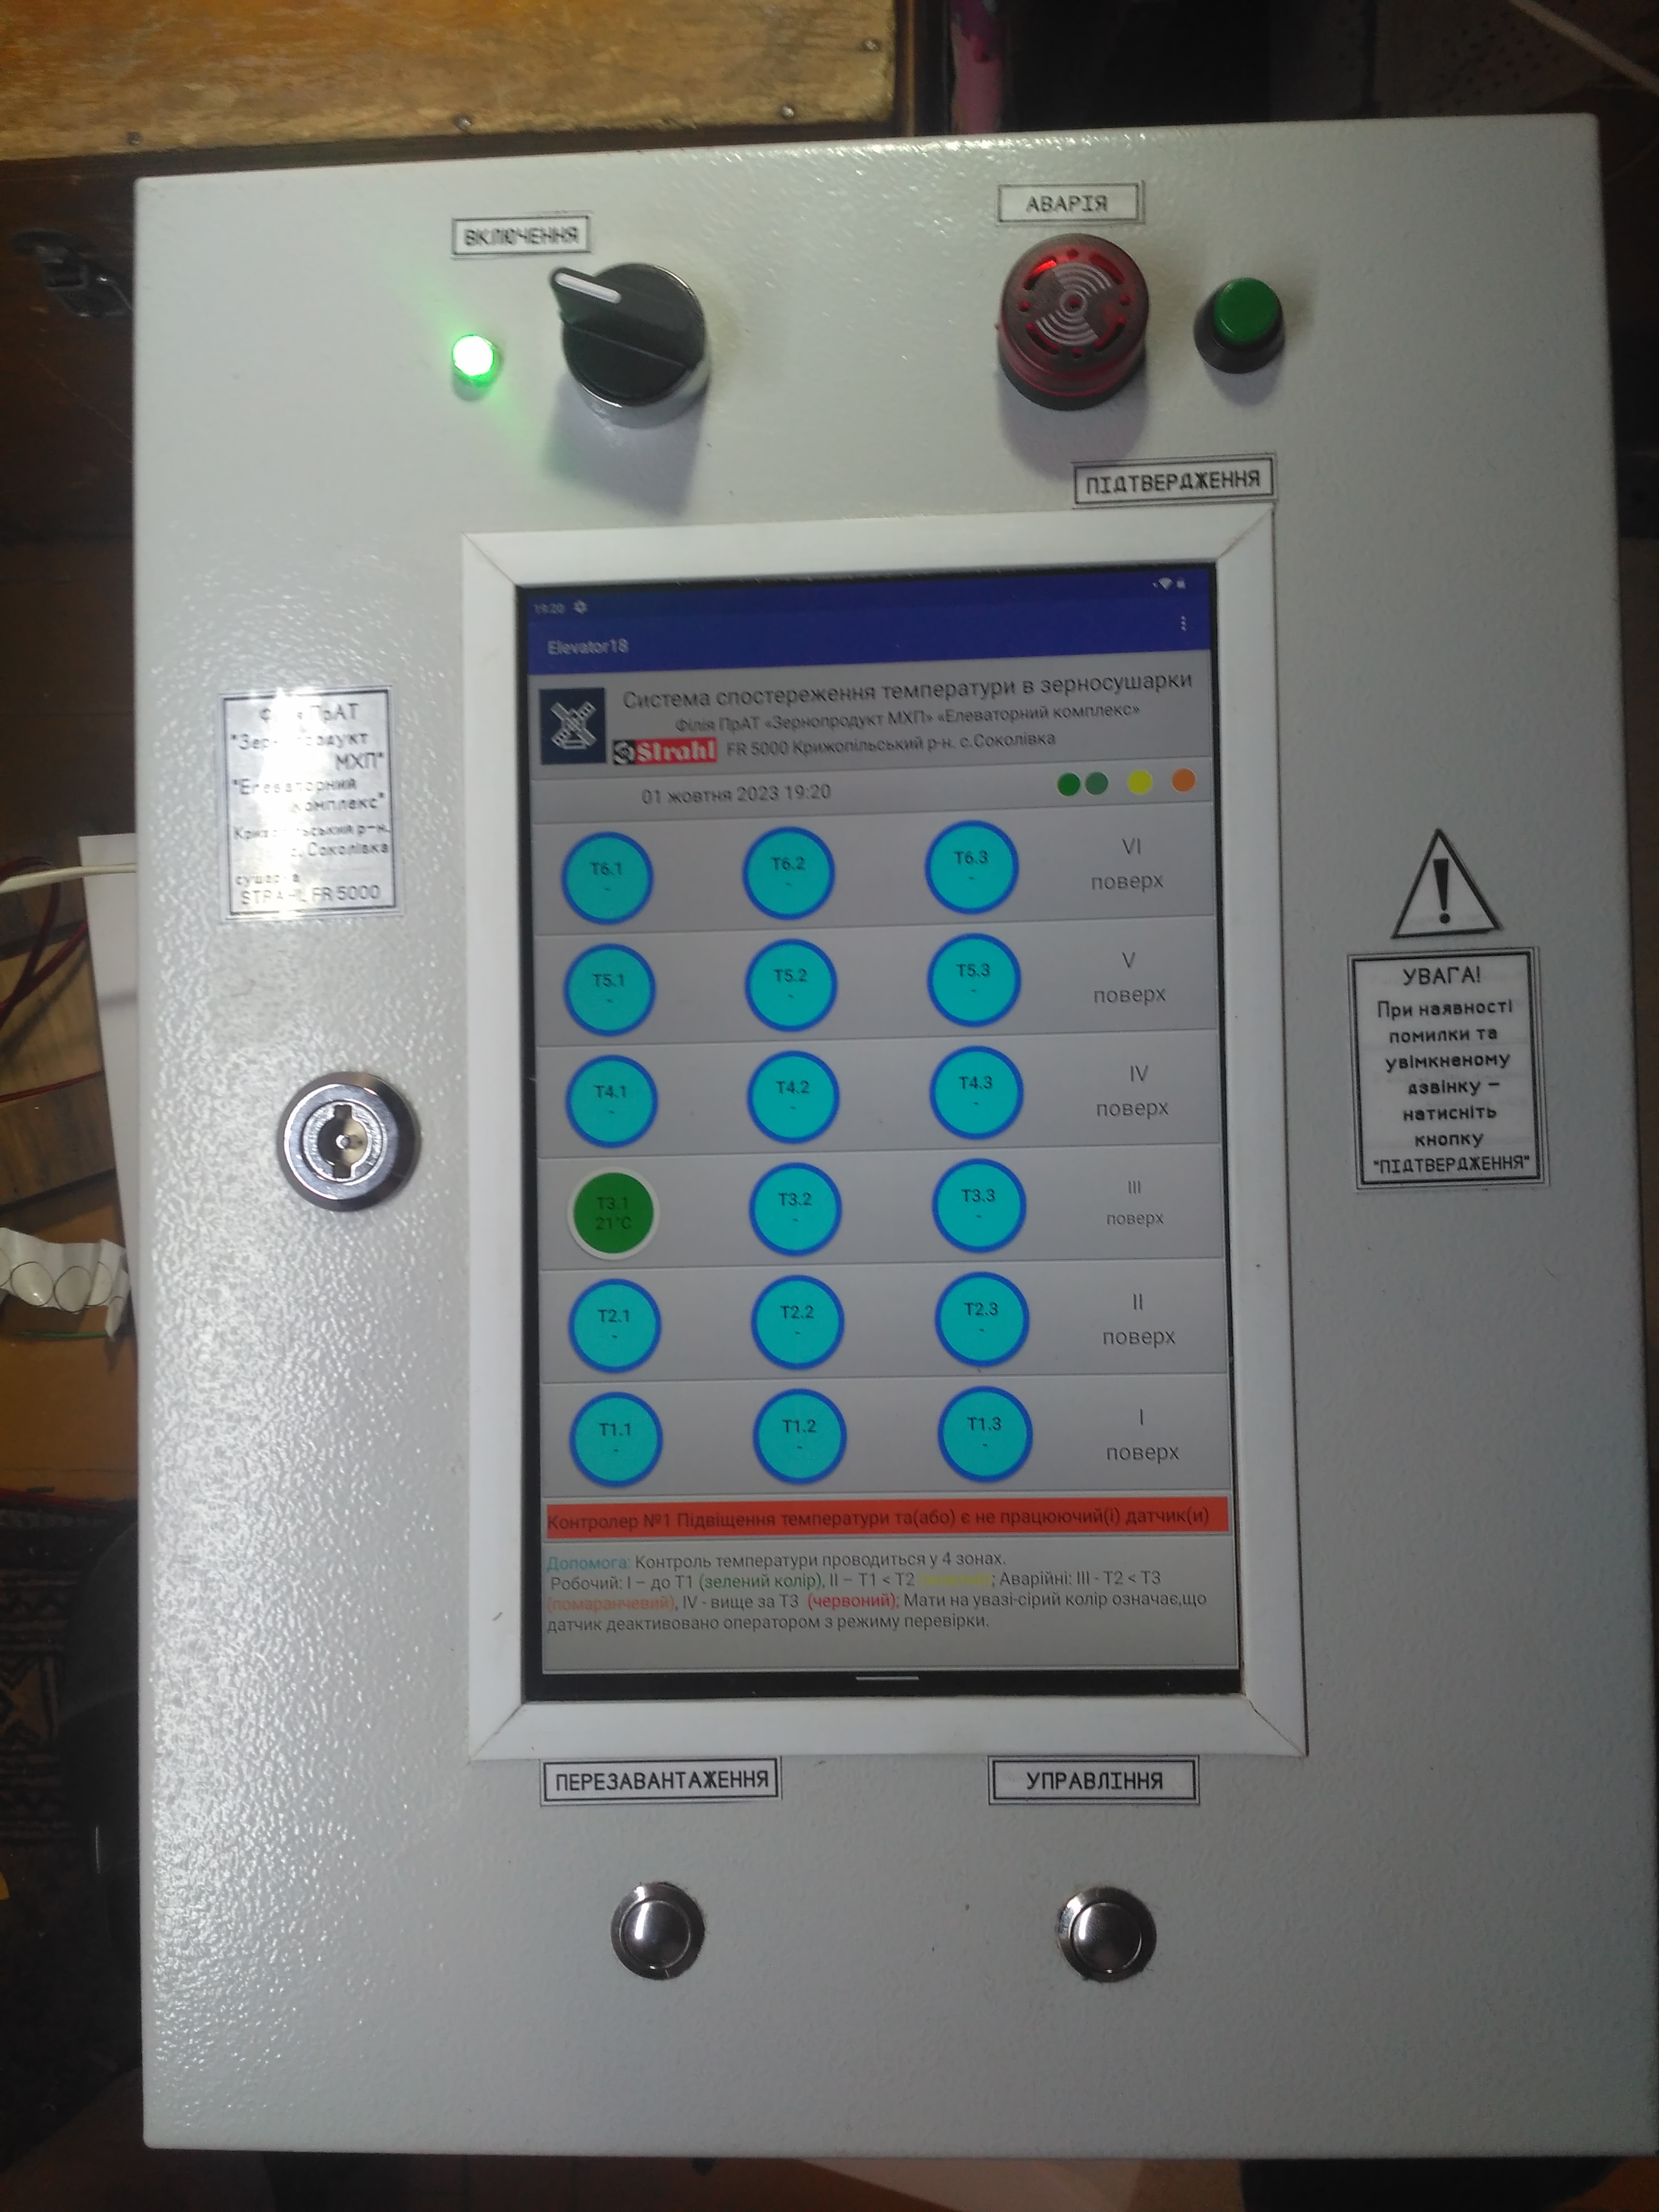 ВКЛЮЧЕННЯ
АВАРІЯ
ПІДТВЕРДЖЕННЯ
19:20
Elevator18
Система спостереження температури в зерносушарки
Філія ПрАТ «Зернопродукт МХП» «Елеваторний комплекс»
Strahl FR 5000 Крижопільський р-н. с.Соколівка
01 жовтня 2023 19:20
T6.1 T6.2 T6.3 VI
- - - поверх
T5.1 T5.2 T5.3 V
- - - поверх
T4.1 T4.2 T4.3 IV
- - - поверх
T3.1 T3.2 T3.3 III
21°C - - поверх
T2.1 T2.2 T2.3 II
- - - поверх
T1.1 T1.2 T1.3 I
- - - поверх
Контролер №1 Підвіщення температури та(або) є не працюючий(і) датчик(и)
Допомога: Контроль температури проводиться у 4 зонах.
Робочий: I – до T1 (зелений колір), II – T1 < T2 ; Аварійні: III - T2 < T3
(помаранчевий), IV - вище за T3 (червоний); Мати на увазі-сірий колір означає,що
датчик деактивовано оператором з режиму перевірки.
ПрАТ
МХП"
"Елеваторний
комплекс"
р-н.
с. Соколівка
сушарка
STRAHL FR 5000
УВАГА!
При наявності
помилки та
увімкненому
дзвінку –
натисніть
кнопку
"ПІДТВЕРДЖЕННЯ"
ПЕРЕЗАВАНТАЖЕННЯ
УПРАВЛІННЯ